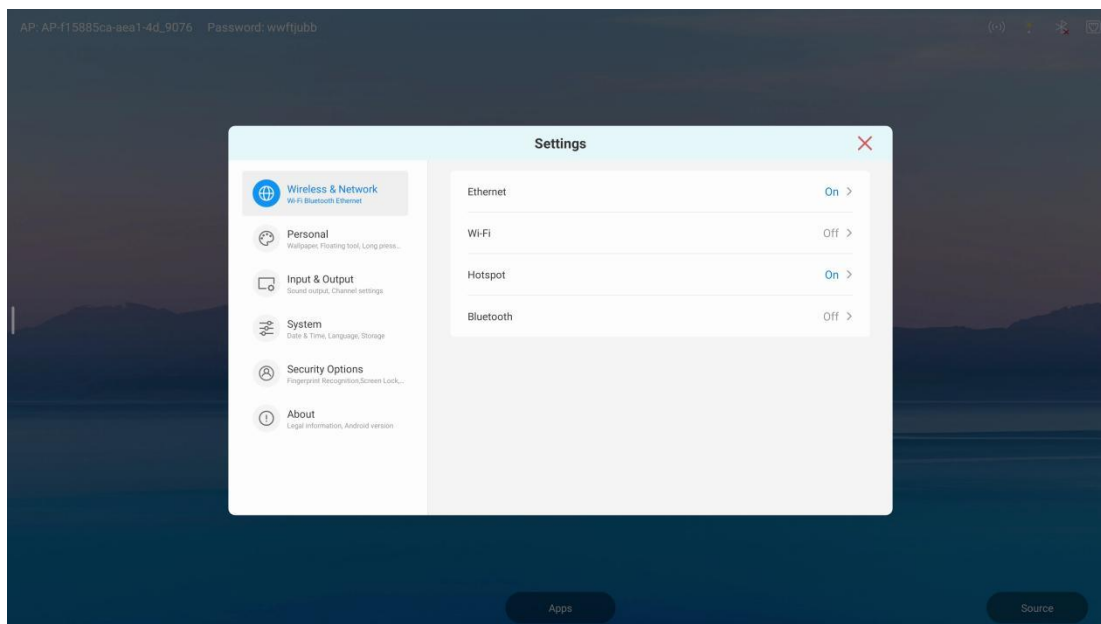 AP: AP-f15885ca-aea1-4d_9076 Password: wwftjubb
Settings
Wireless & Network
Wi-Fi Bluetooth Ethernet
Personal
Wallpaper, Floating tool, Long press..
Input & Output
Sound output, Channel settings
System
Date & Time, Language, Storage
Security Options
Fingerprint Recognition,Screen Lock,..
About
Legal information, Android version
Ethernet On
Wi-Fi Off
Hotspot On
Bluetooth Off
Apps
Source